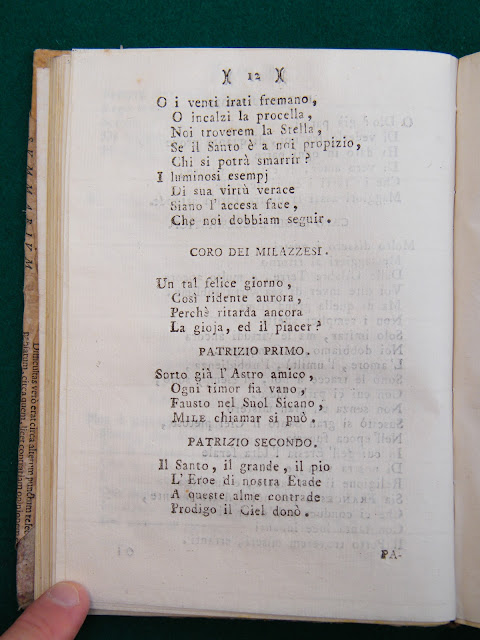 )( 12 )(
O i venti irati fremano,
O incalzi la procella,
Noi troverem la Stella,
Se il Santo è a noi propizio,
Chi si potrà smarrir?
I luminosi esempj
Di sua virtù verace
Siano l'accesa face,
Che noi dobbiam seguir.
CORO DEI MILAZZESI.
Un tal felice giorno,
Così ridente aurora,
Perchè ritarda ancora
La gioja, ed il piacer?
PATRIZIO PRIMO.
Sorto già l'Astro amico,
Ogni timor fia vano,
Fausto nel Suol Sicano,
MILE chiamar si può.
PATRIZIO SECONDO.
Il Santo, il grande, il pio
L'Eroe di nostra Etade
A queste alme contrade
Prodigo il Ciel donò.
PA-
SUMMARIUM